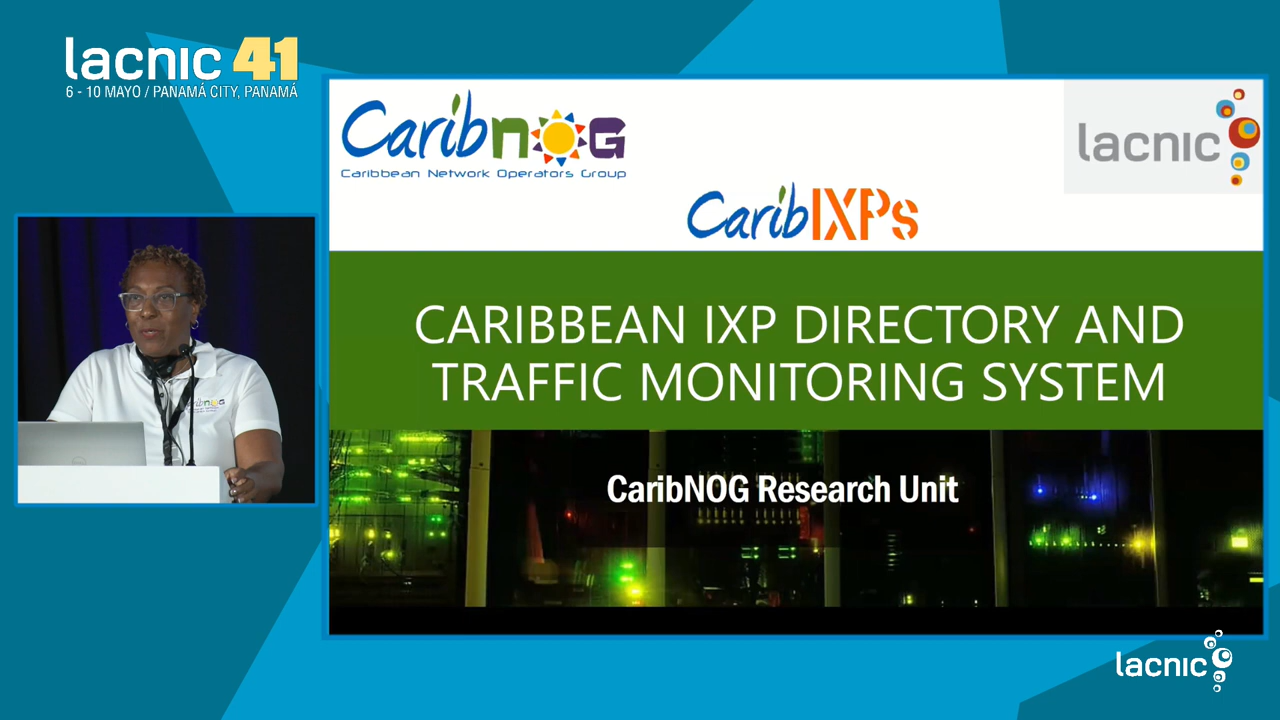 lacnic 41
6 - 10 MAYO / PANAMÁ CITY, PANAMÁ
CaribNOG
Caribbean Network Operators Group
lacnic
CaribIXPs
CARIBBEAN IXP DIRECTORY AND
TRAFFIC MONITORING SYSTEM
CaribNOG Research Unit
lacnic